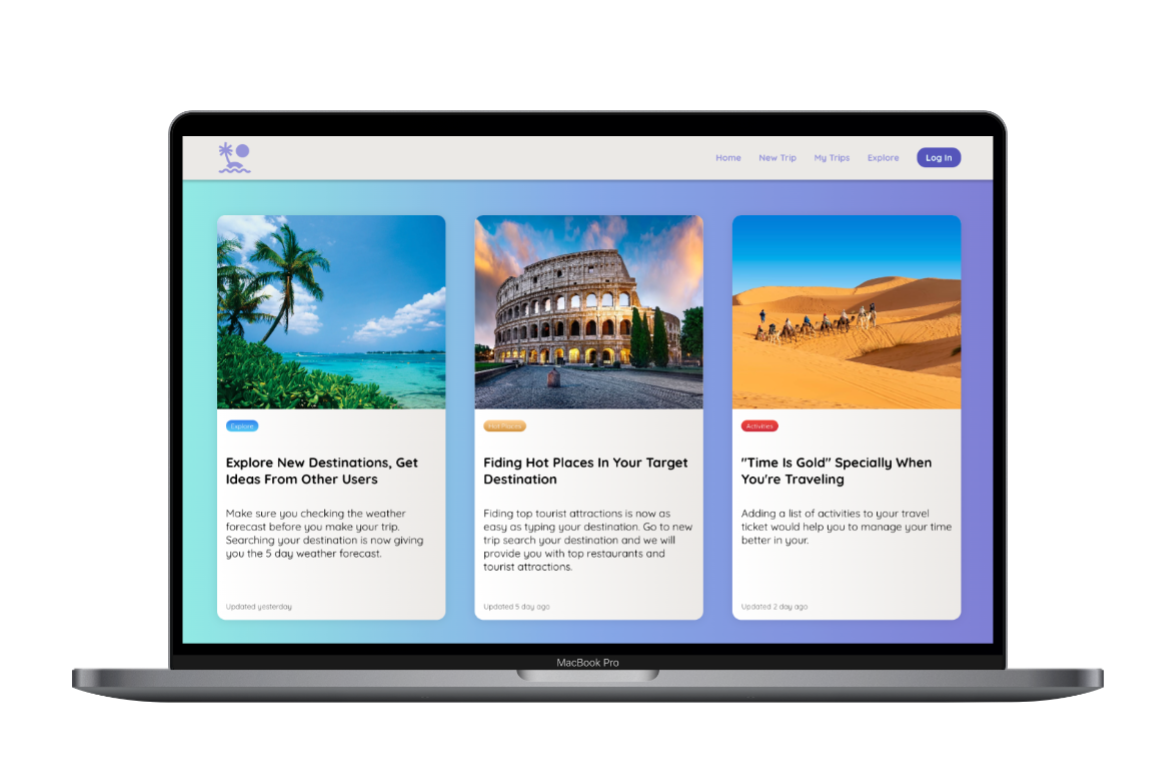 Home New Trip My Trips Explore Log In
Explore
Explore New Destinations, Get
Ideas From Other Users
Make sure you checking the weather
forecast before you make your trip.
Searching your destination is now giving
you the 5 day weather forecast.
Updated yesterday
Hot Places
Fiding Hot Places In Your Target
Destination
Fiding top tourist attractions is now as
easy as typing your destination. Go to new
trip search your destination and we will
provide you with top restaurants and
tourist attractions.
Updated 5 day ago
Activities
"Time Is Gold" Specially When
You're Traveling
Adding a list of activities to your travel
ticket would help you to manage your time
better in your.
Updated 2 day ago
MacBook Pro